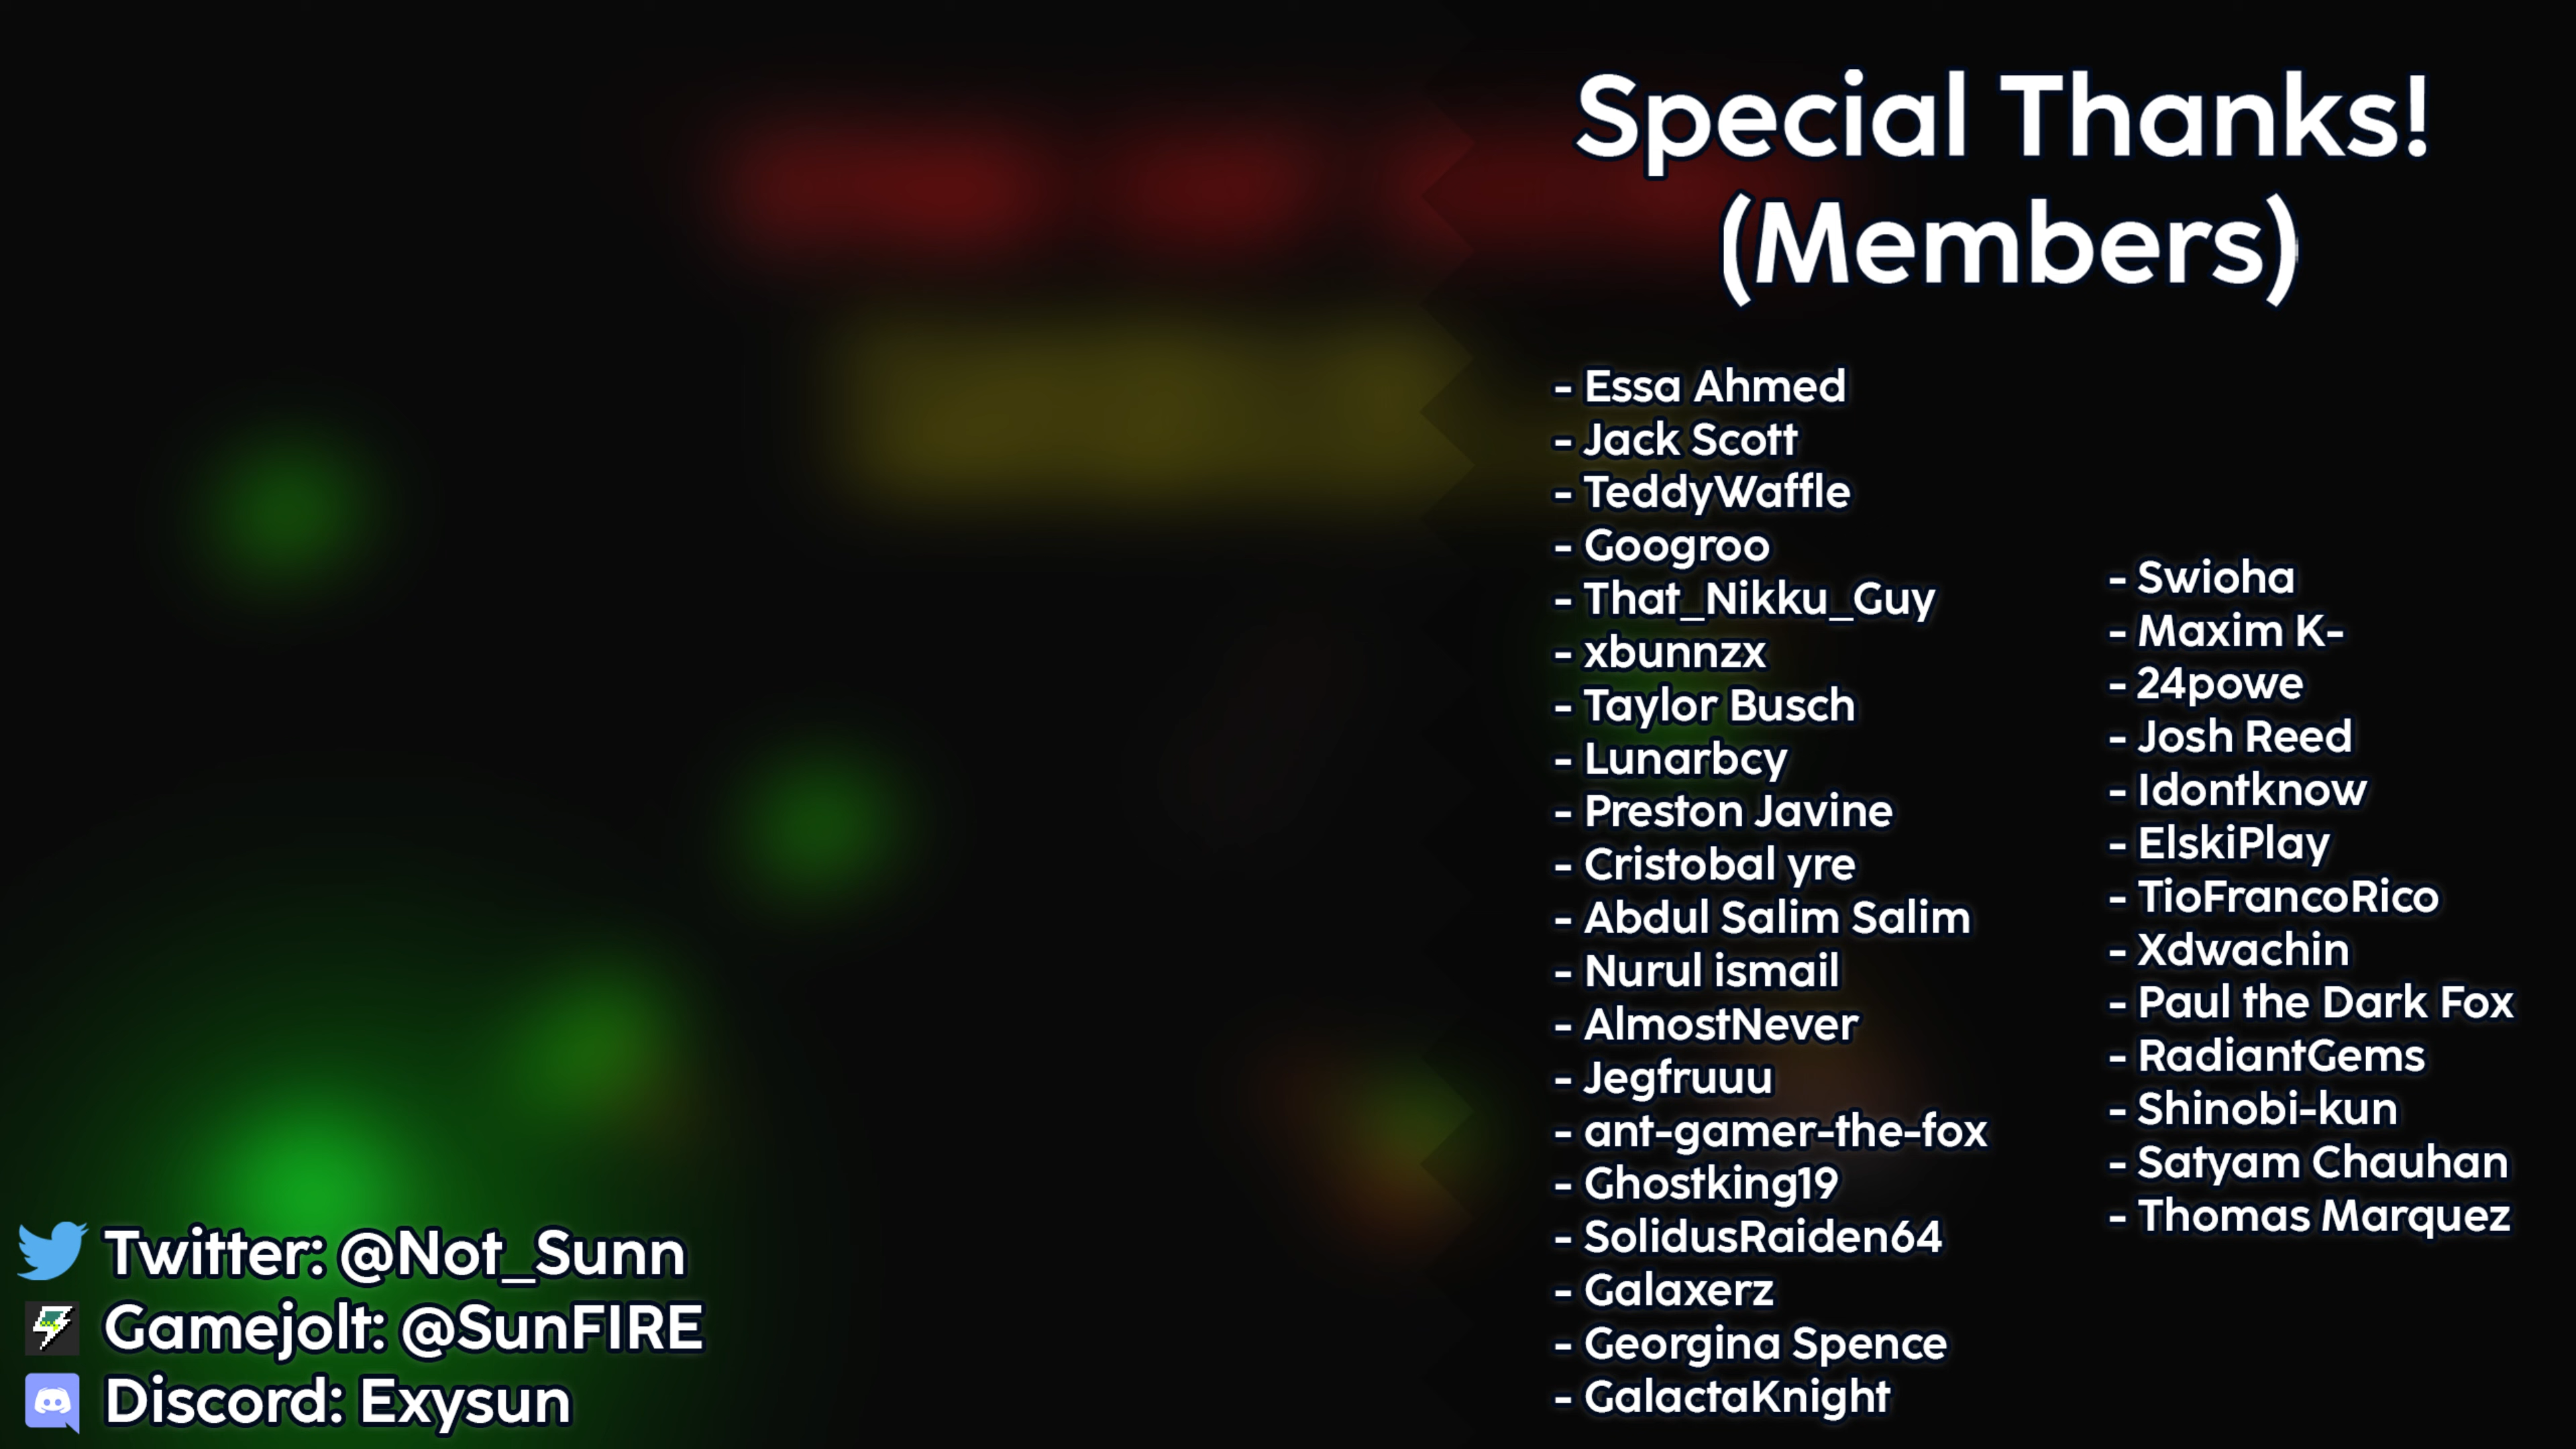 Special Thanks!
(Members)
- Essa Ahmed
- Jack Scott
- TeddyWaffle
- Googroo
- That_Nikku_Guy
- xbunnzx
- Taylor Busch
- Lunarbcy
- Preston Javine
- Cristobal yre
- Abdul Salim Salim
- Nurul ismail
- AlmostNever
- Jegfruuu
- ant-gamer-the-fox
- Ghostking19
- SolidusRaiden64
- Galaxerz
- Georgina Spence
- GalactaKnight
- Swioha
- Maxim K-
- 24powe
- Josh Reed
- Idontknow
- ElskiPlay
- TioFrancoRico
- Xdwachin
- Paul the Dark Fox
- RadiantGems
- Shinobi-kun
- Satyam Chauhan
- Thomas Marquez
Twitter: @Not_Sunn
Gamejolt: @SunFIRE
Discord: Exysun